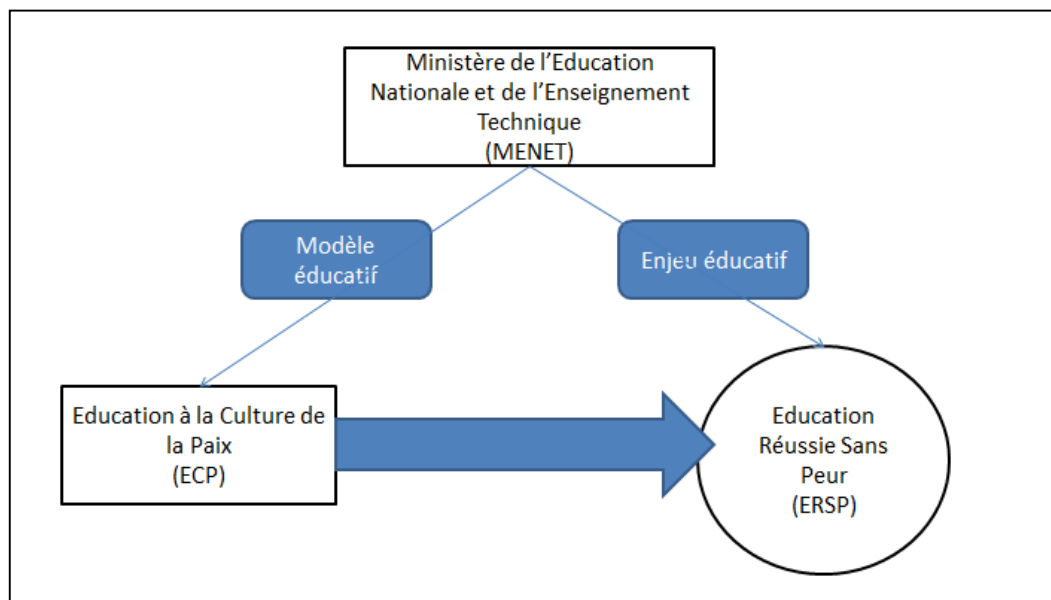 Ministère de l'Education
Nationale et de l'Enseignement
Technique
(MENET)
Modèle
éducatif
Enjeu éducatif
Education à la Culture de
la Paix
(ECP)
Education
Réussie Sans
Peur
(ERSP)